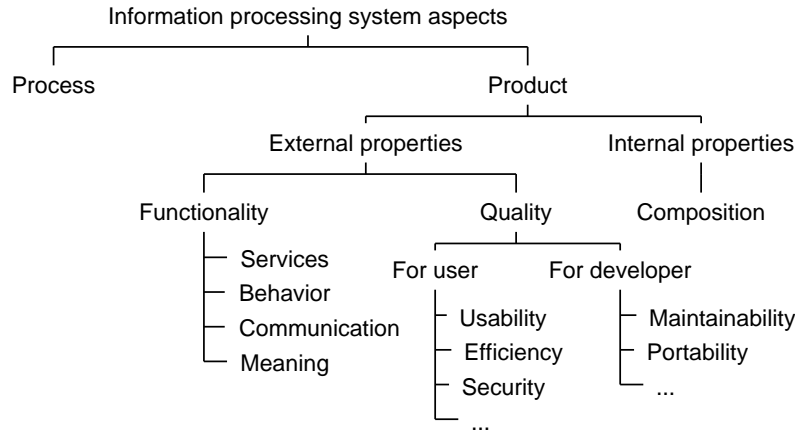 Information processing system aspects
Process
Product
External properties
Internal properties
Functionality
Quality
Composition
Services
Behavior
Communication
Meaning
For user
For developer
Usability
Efficiency
Security
...
Maintainability
Portability
...